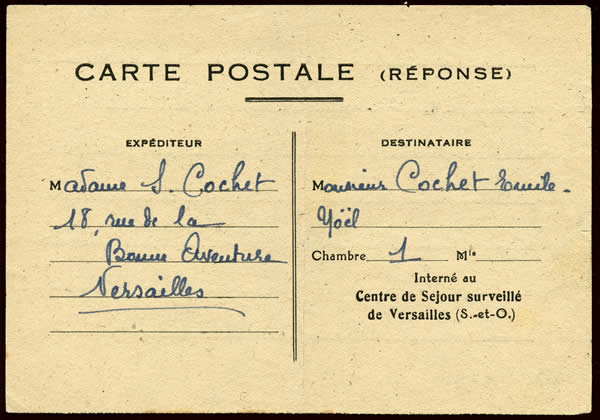 CARTE POSTALE (RÉPONSE)
EXPÉDITEUR
Madame S. Cochet
18, rue de la
Bonne Aventure
Versailles
DESTINATAIRE
Monsieur Cochet Emile-
Yoël
Chambre 1 Mle
Interné au
Centre de Sejour surveillé
de Versailles (S.-et-O.)